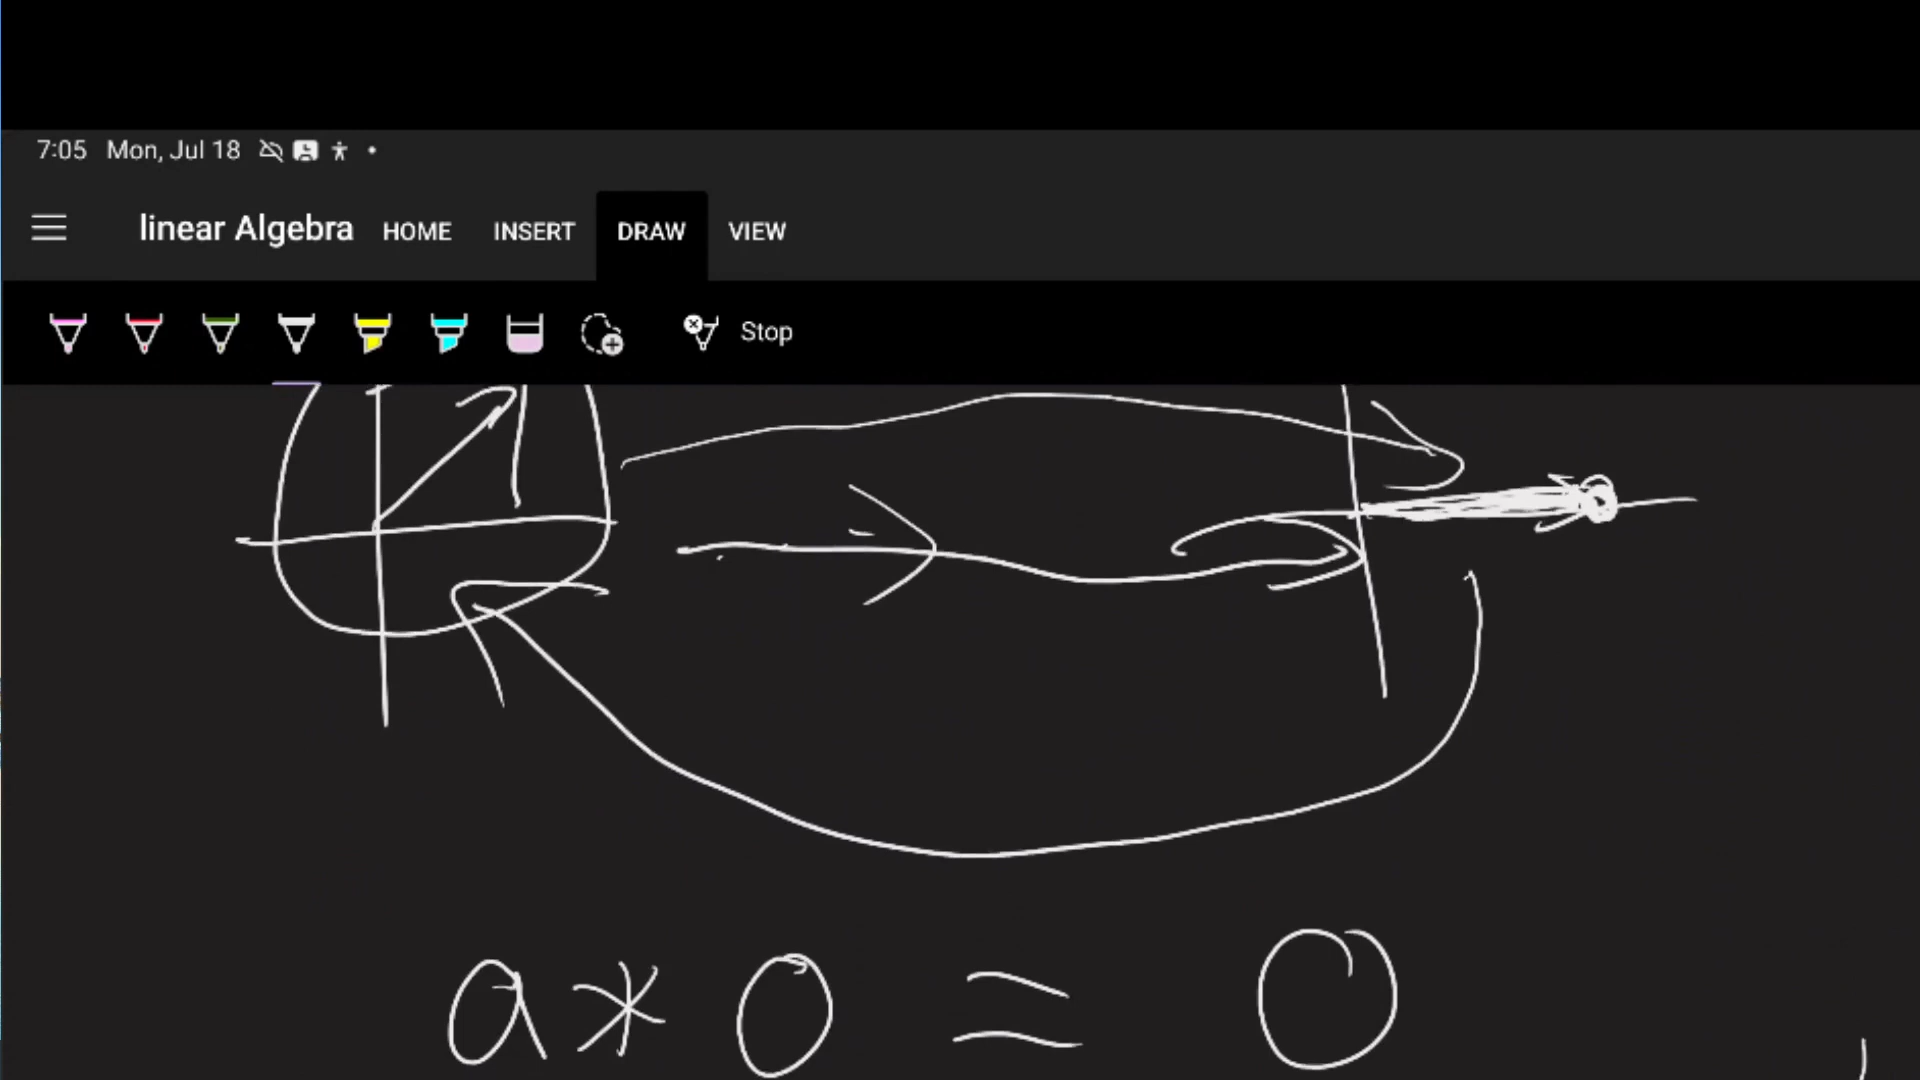 7:05 Mon, Jul 18
linear Algebra HOME INSERT DRAW VIEW
Stop
a * 0 = 0